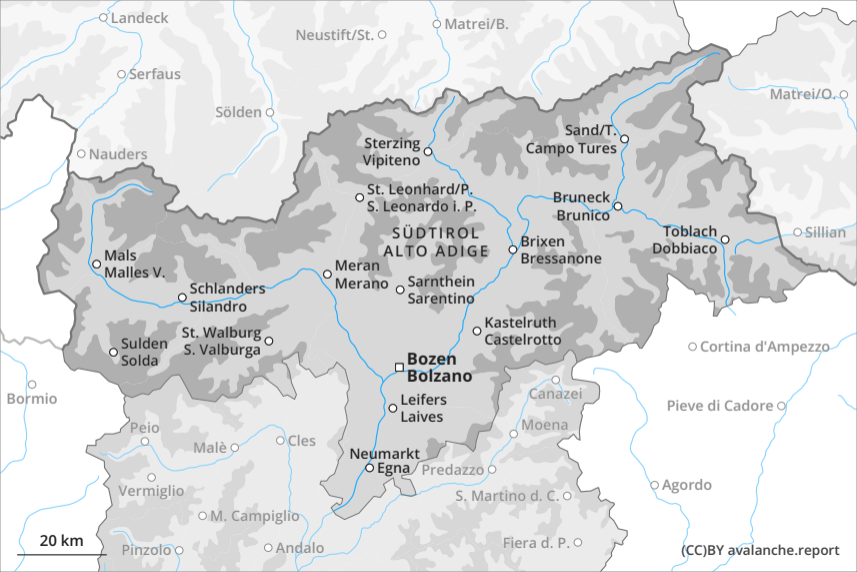 Landeck
Matrei/B.
Neustift/St.
Serfaus
Matrei/O.
Sölden
Sand/T.
Campo Tures
Sterzing
Vipiteno
Nauders
St. Leonhard/P.
S. Leonardo i. P.
Bruneck
Brunico
SÜDTIROL
ALTO ADIGE
Toblach
Dobbiaco
Sillian
Brixen
Bressanone
Mals
Malles V.
Meran
Merano
Sarnthein
Sarentino
Schlanders
Silandro
Kastelruth
Castelrotto
St. Walburg
S. Valburga
Sulden
Solda
Cortina d'Ampezzo
Bozen
Bolzano
Bormio
Canazei
Leifers
Laives
Pieve di Cadore
Peio
Moena
Cles
Malè
Neumarkt
Egna
Predazzo
Vermiglio
Agordo
S. Martino d. C.
M. Campiglio
20 km
Pinzolo
Andalo
Fiera d. P.
(CC)BY avalanche.report